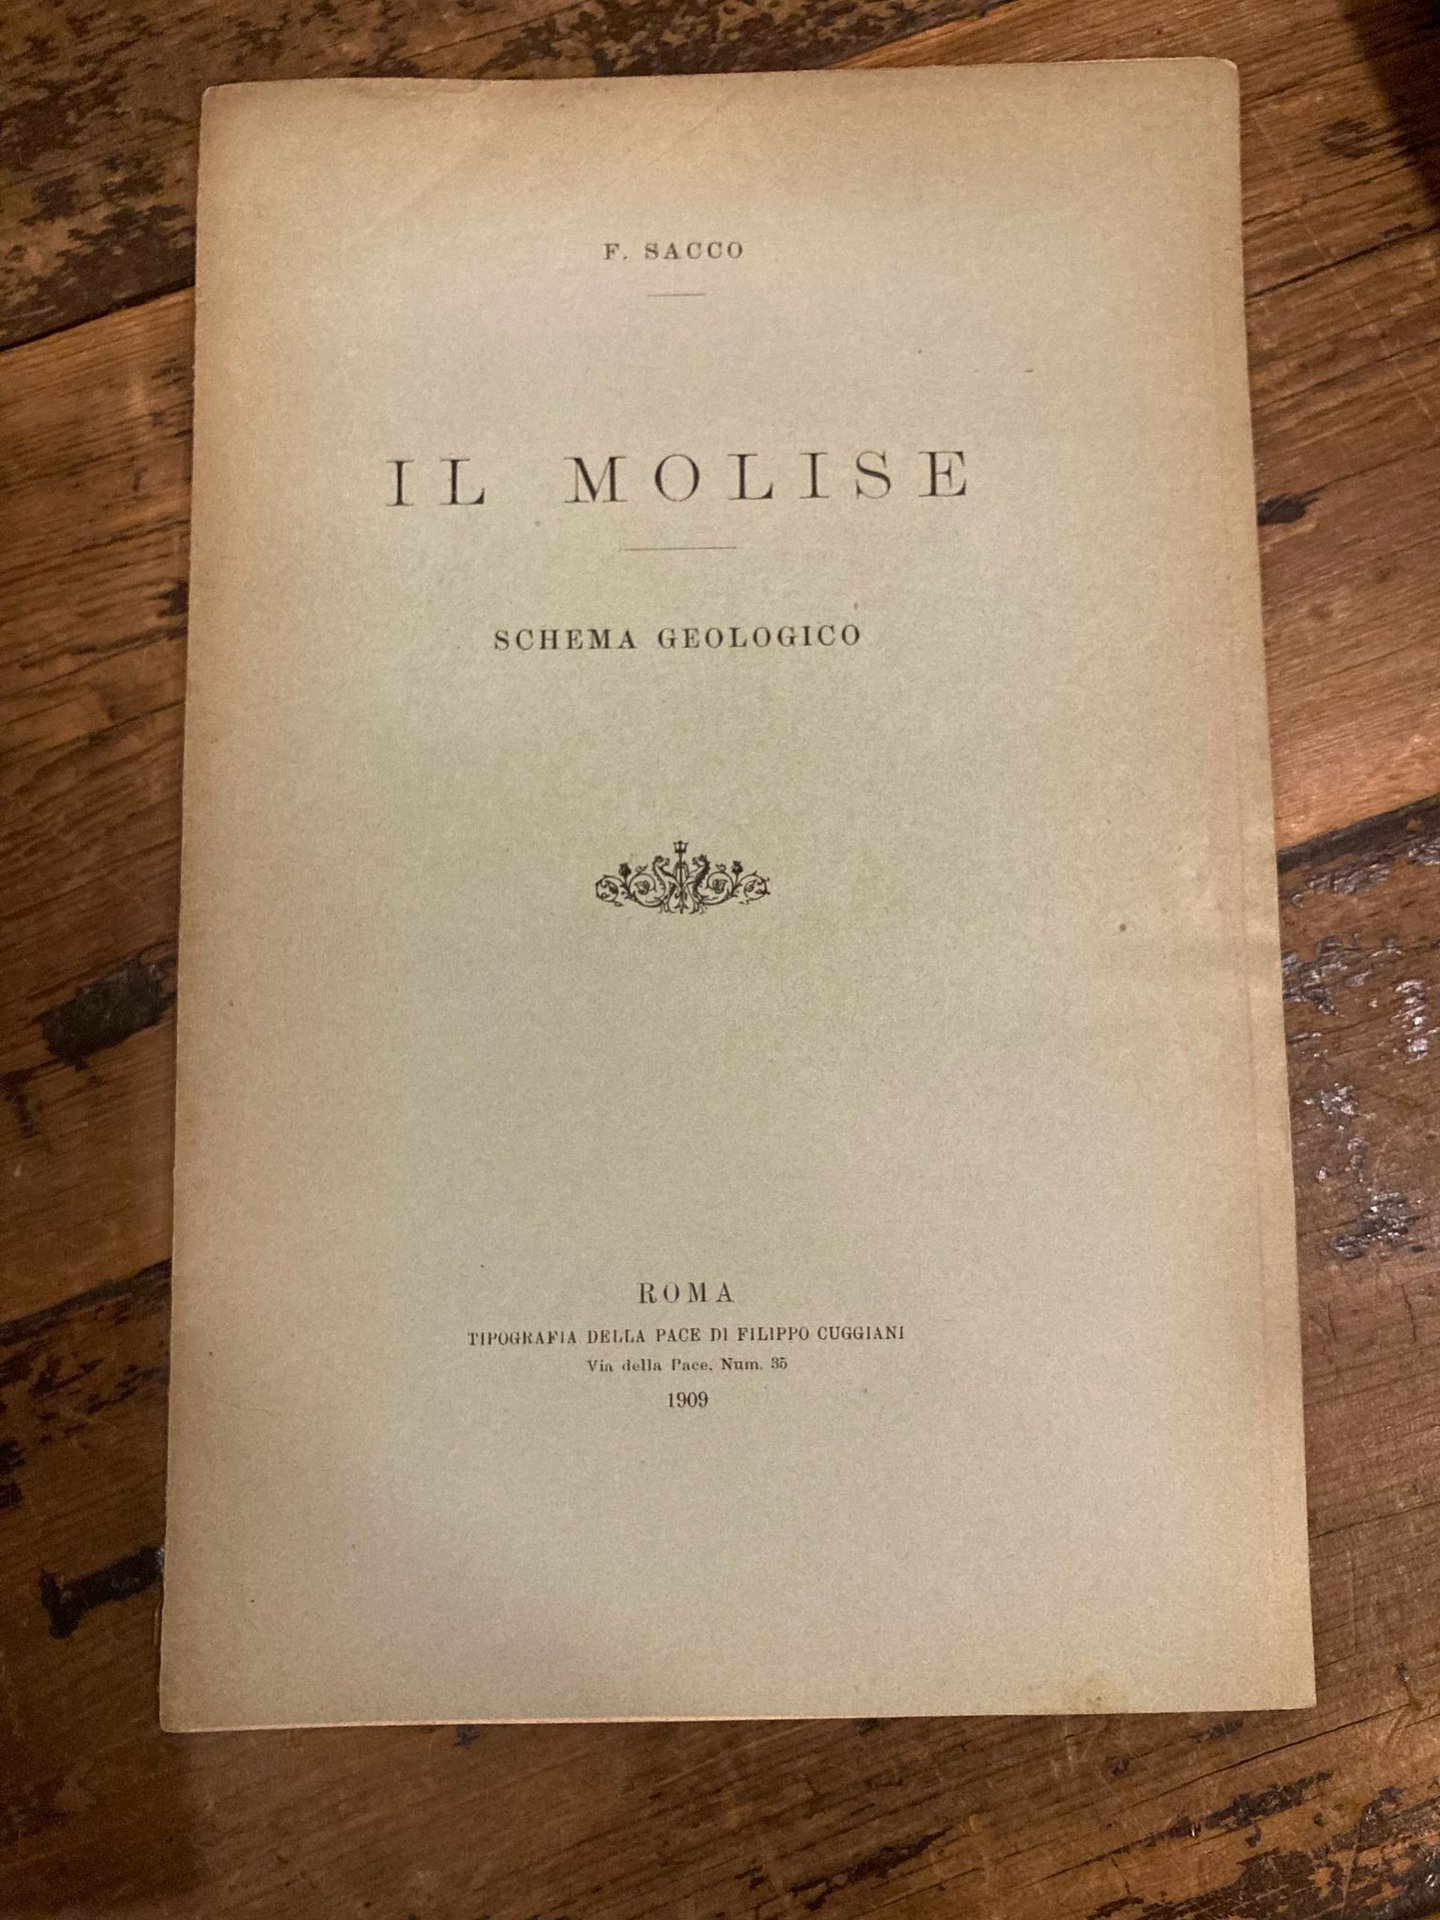 F. SACCO
IL MOLISE
SCHEMA GEOLOGICO
ROMA
TIPOGRAFIA DELLA PACE DI FILIPPO CUGGIANI
Via della Pace, Num. 35
1909